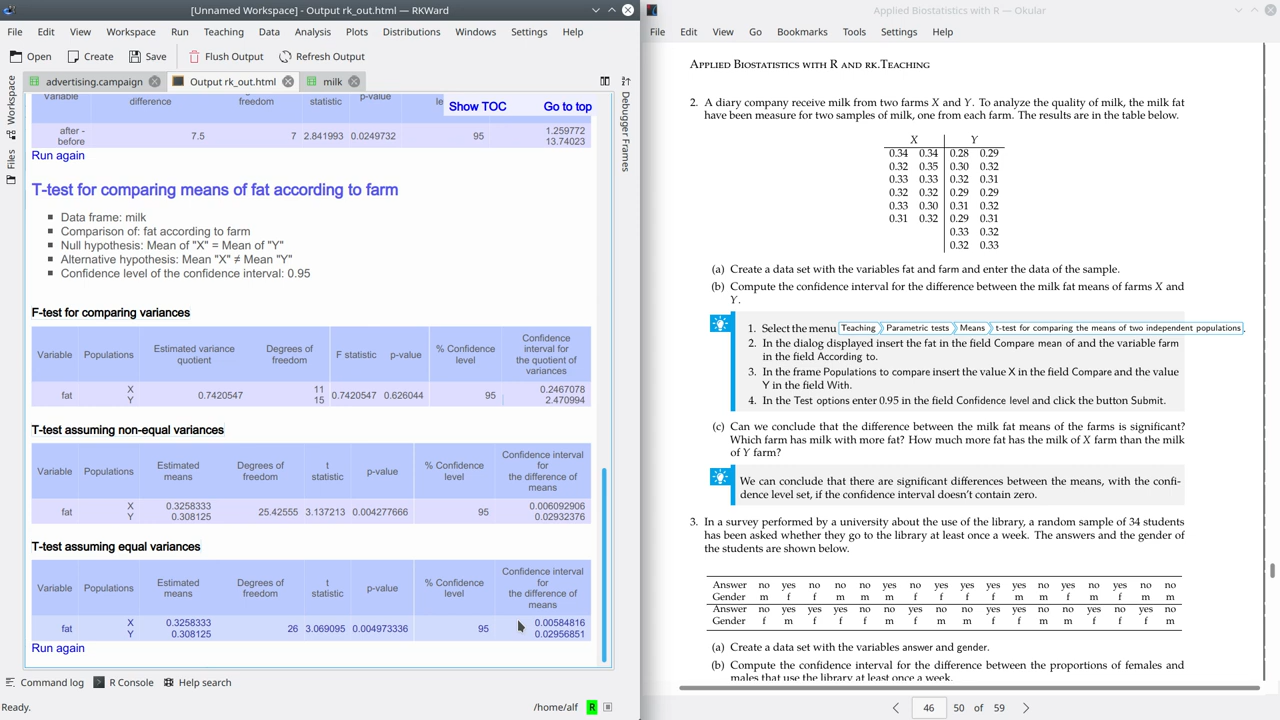 [Unnamed Workspace] - Output rk_out.html — RKWard
File Edit View Workspace Run Teaching Data Analysis Plots Distributions Windows Settings Help
Open Create Save Flush Output Refresh Output
advertising.campaign Output rk_out.html milk
Workspace
Files
Debugger Frames
Show TOC Go to top
Variable difference freedom statistic p-value le
after - before 7.5 7 2.841993 0.0249732 95 1.259772 13.74023
Run again
T-test for comparing means of fat according to farm
Data frame: milk
Comparison of: fat according to farm
Null hypothesis: Mean of "X" = Mean of "Y"
Alternative hypothesis: Mean "X" ≠ Mean "Y"
Confidence level of the confidence interval: 0.95
F-test for comparing variances
Variable Populations Estimated variance quotient Degrees of freedom F statistic p-value % Confidence level Confidence interval for the quotient of variances
fat X Y 0.7420547 11 15 0.7420547 0.626044 95 0.2467078 2.470994
T-test assuming non-equal variances
Variable Populations Estimated means Degrees of freedom t statistic p-value % Confidence level Confidence interval for the difference of means
fat X Y 0.3258333 0.308125 25.42555 3.137213 0.004277666 95 0.006092906 0.02932376
T-test assuming equal variances
Variable Populations Estimated means Degrees of freedom t statistic p-value % Confidence level Confidence interval for the difference of means
fat X Y 0.3258333 0.308125 26 3.069095 0.004973336 95 0.00584816 0.02956851
Run again
Command log R Console Help search
Ready. /home/alf R
Applied Biostatistics with R — Okular
File Edit View Go Bookmarks Tools Settings Help
APPLIED BIOSTATISTICS WITH R AND RK.TEACHING
2. A diary company receive milk from two farms X and Y. To analyze the quality of milk, the milk fat
have been measure for two samples of milk, one from each farm. The results are in the table below.
X Y
0.34 0.34 0.28 0.29
0.32 0.35 0.30 0.32
0.33 0.33 0.32 0.31
0.32 0.32 0.29 0.29
0.33 0.30 0.31 0.32
0.31 0.32 0.29 0.31
0.33 0.32
0.32 0.33
(a) Create a data set with the variables fat and farm and enter the data of the sample.
(b) Compute the confidence interval for the difference between the milk fat means of farms X and
Y.
1. Select the menu Teaching Parametric tests Means t-test for comparing the means of two independent populations .
2. In the dialog displayed insert the fat in the field Compare mean of and the variable farm
in the field According to.
3. In the frame Populations to compare insert the value X in the field Compare and the value
Y in the field With.
4. In the Test options enter 0.95 in the field Confidence level and click the button Submit.
(c) Can we conclude that the difference between the milk fat means of the farms is significant?
Which farm has milk with more fat? How much more fat has the milk of X farm than the milk
of Y farm?
We can conclude that there are significant differences between the means, with the confi-
dence level set, if the confidence interval doesn't contain zero.
3. In a survey performed by a university about the use of the library, a random sample of 34 students
has been asked whether they go to the library at least once a week. The answers and the gender of
the students are shown below.
Answer no yes no no no yes no yes yes yes yes no yes no yes no no
Gender m f m m f m f f f f m m f m f m m
Answer no yes yes yes no no yes no no yes yes no no yes no yes no
Gender f m f f m m f m f f m m f f m f f
(a) Create a data set with the variables answer and gender.
(b) Compute the confidence interval for the difference between the proportions of females and
males that use the library at least once a week.
46 50 of 59